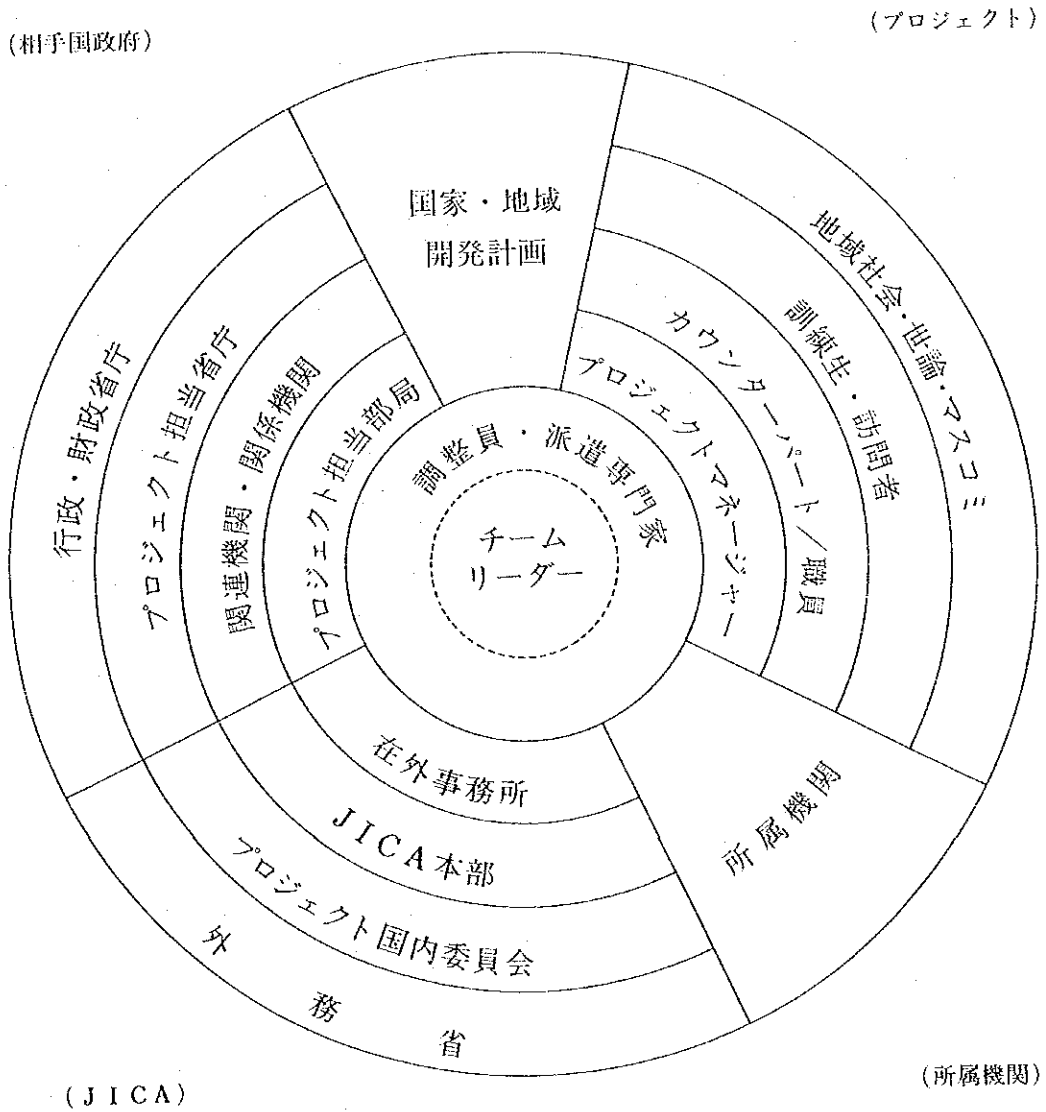 (相手国政府)
(プロジェクト)
国家・地域
開発計画
行政・財政省庁
プロジェクト担当省庁
関連機関・関係機関
プロジェクト担当部局
地域社会・世論・マスコミ
訓練生・訪問者
カウンターパート/職員
プロジェクトマネージャー
調整員・派遣専門家
チーム
リーダー
在外事務所
JICA本部
プロジェクト国内委員会
外務省
所属機関
(JICA)
(所属機関)